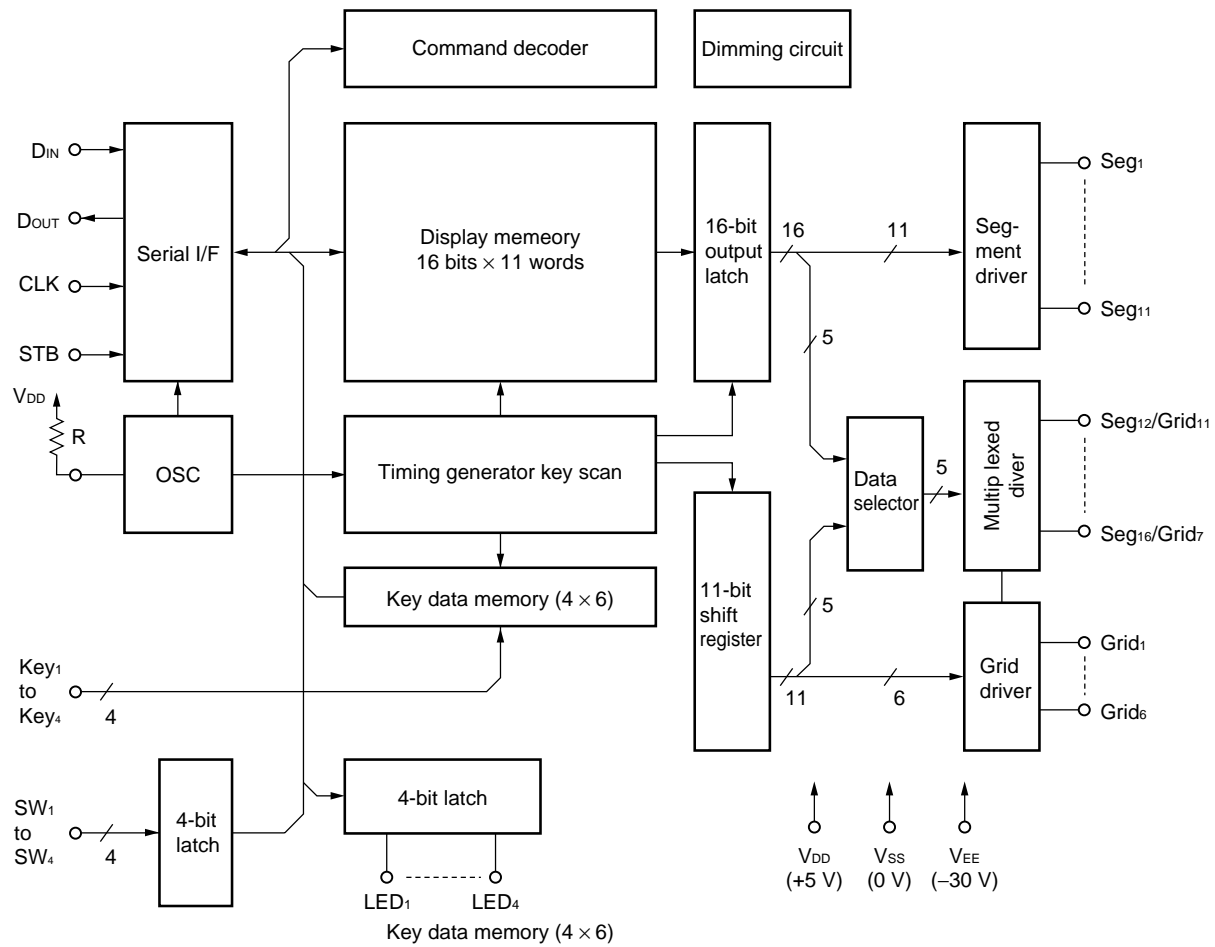 Command decoder
Dimming circuit
DIN
DOUT
CLK
STB
Serial I/F
Display memeory
16 bits × 11 words
16-bit
output
latch
16
11
Seg-
ment
driver
Seg1
Seg11
5
VDD
R
OSC
Timing generator key scan
Data
selector
5
Multip lexed
diver
Seg12/Grid11
Seg16/Grid7
Key data memory (4 × 6)
11-bit
shift
register
5
11
6
Grid
driver
Grid1
Grid6
Key1
to
Key4
4
SW1
to
SW4
4
4-bit
latch
4-bit latch
LED1
LED4
Key data memory (4 × 6)
VDD
(+5 V)
VSS
(0 V)
VEE
(−30 V)